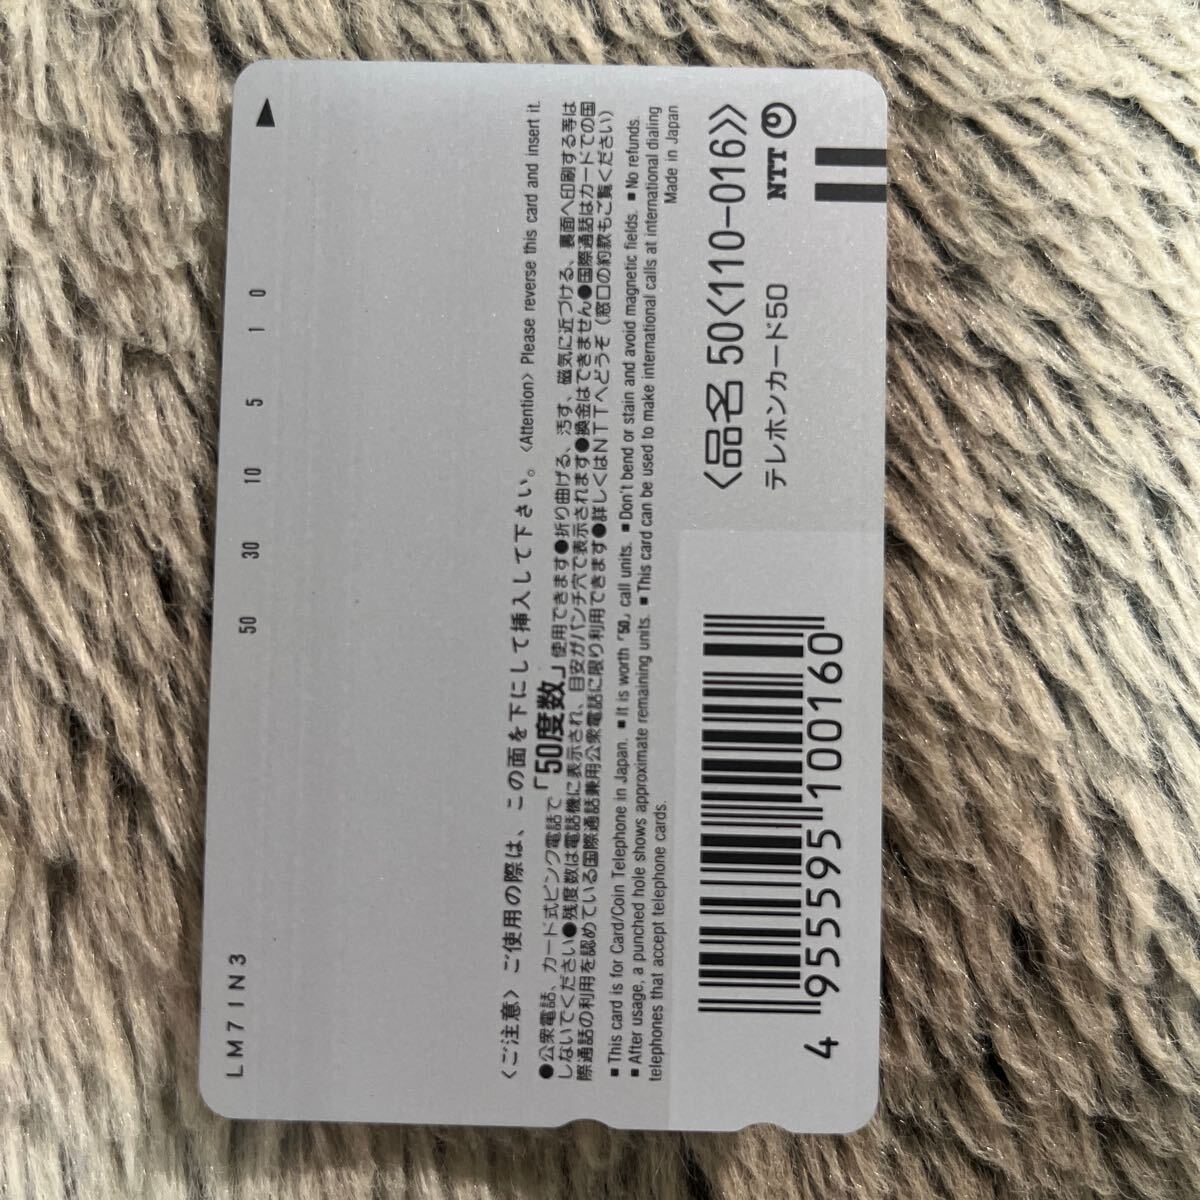 LM7IN3
50 30 10 5 1 0
<ご注意> ご使用の際は、この面を下にして挿入して下さい。<Attention> Please reverse this card and insert it.
●公衆電話、カード式ピンク電話で「50度数」使用できます●折り曲げる、汚す、磁気に近づける、裏面へ印刷する等は
しないでください●残度数は電話機に表示され、目安がパンチ穴で表示されます●換金はできません●国際通話はカードでの国
際通話の利用を認めている国際通話兼用公衆電話に限り利用できます●詳しくはNTTへどうぞ(窓口の約款もご覧ください)
■This card is for Card/Coin Telephone in Japan. ■It is worth「50」call units. ■Don't bend or stain and avoid magnetic fields. ■No refunds.
■After usage, a punched hole shows approximate remaining units. ■This card can be used to make international calls at international dialing
telephones that accept telephone cards. Made in Japan
<品名 50<110-016>>
テレホンカード50 NTT
4 955595 100160